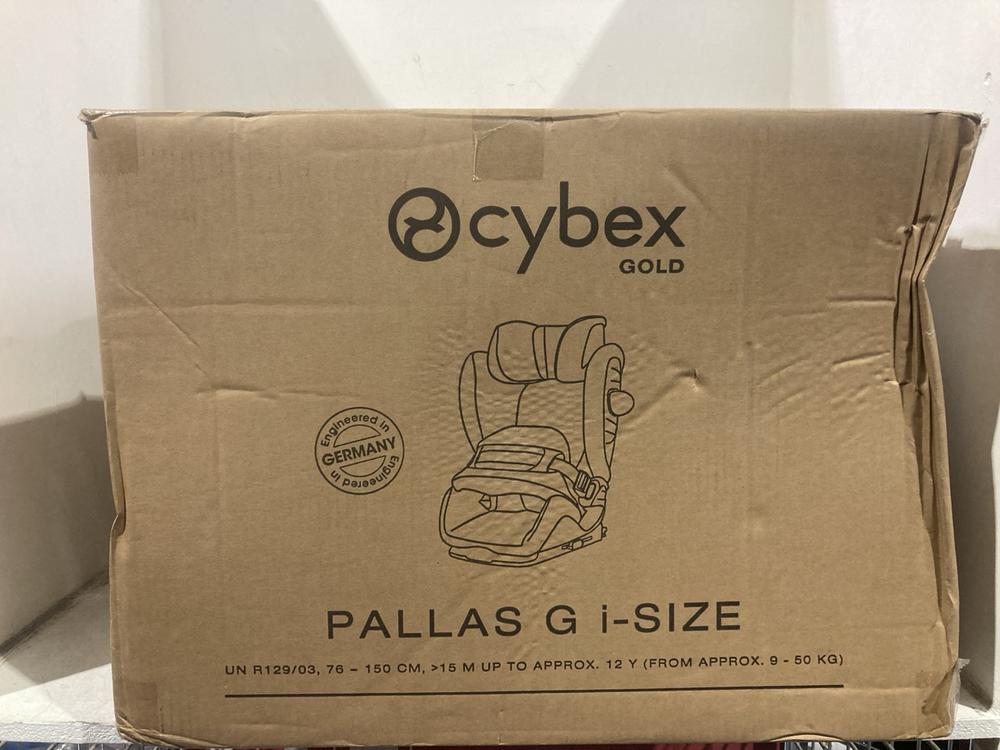 cybex
GOLD
Engineered in
GERMANY
Engineered in
PALLAS G i-SIZE
UN R129/03, 76 – 150 CM, >15 M UP TO APPROX. 12 Y (FROM APPROX. 9 - 50 KG)